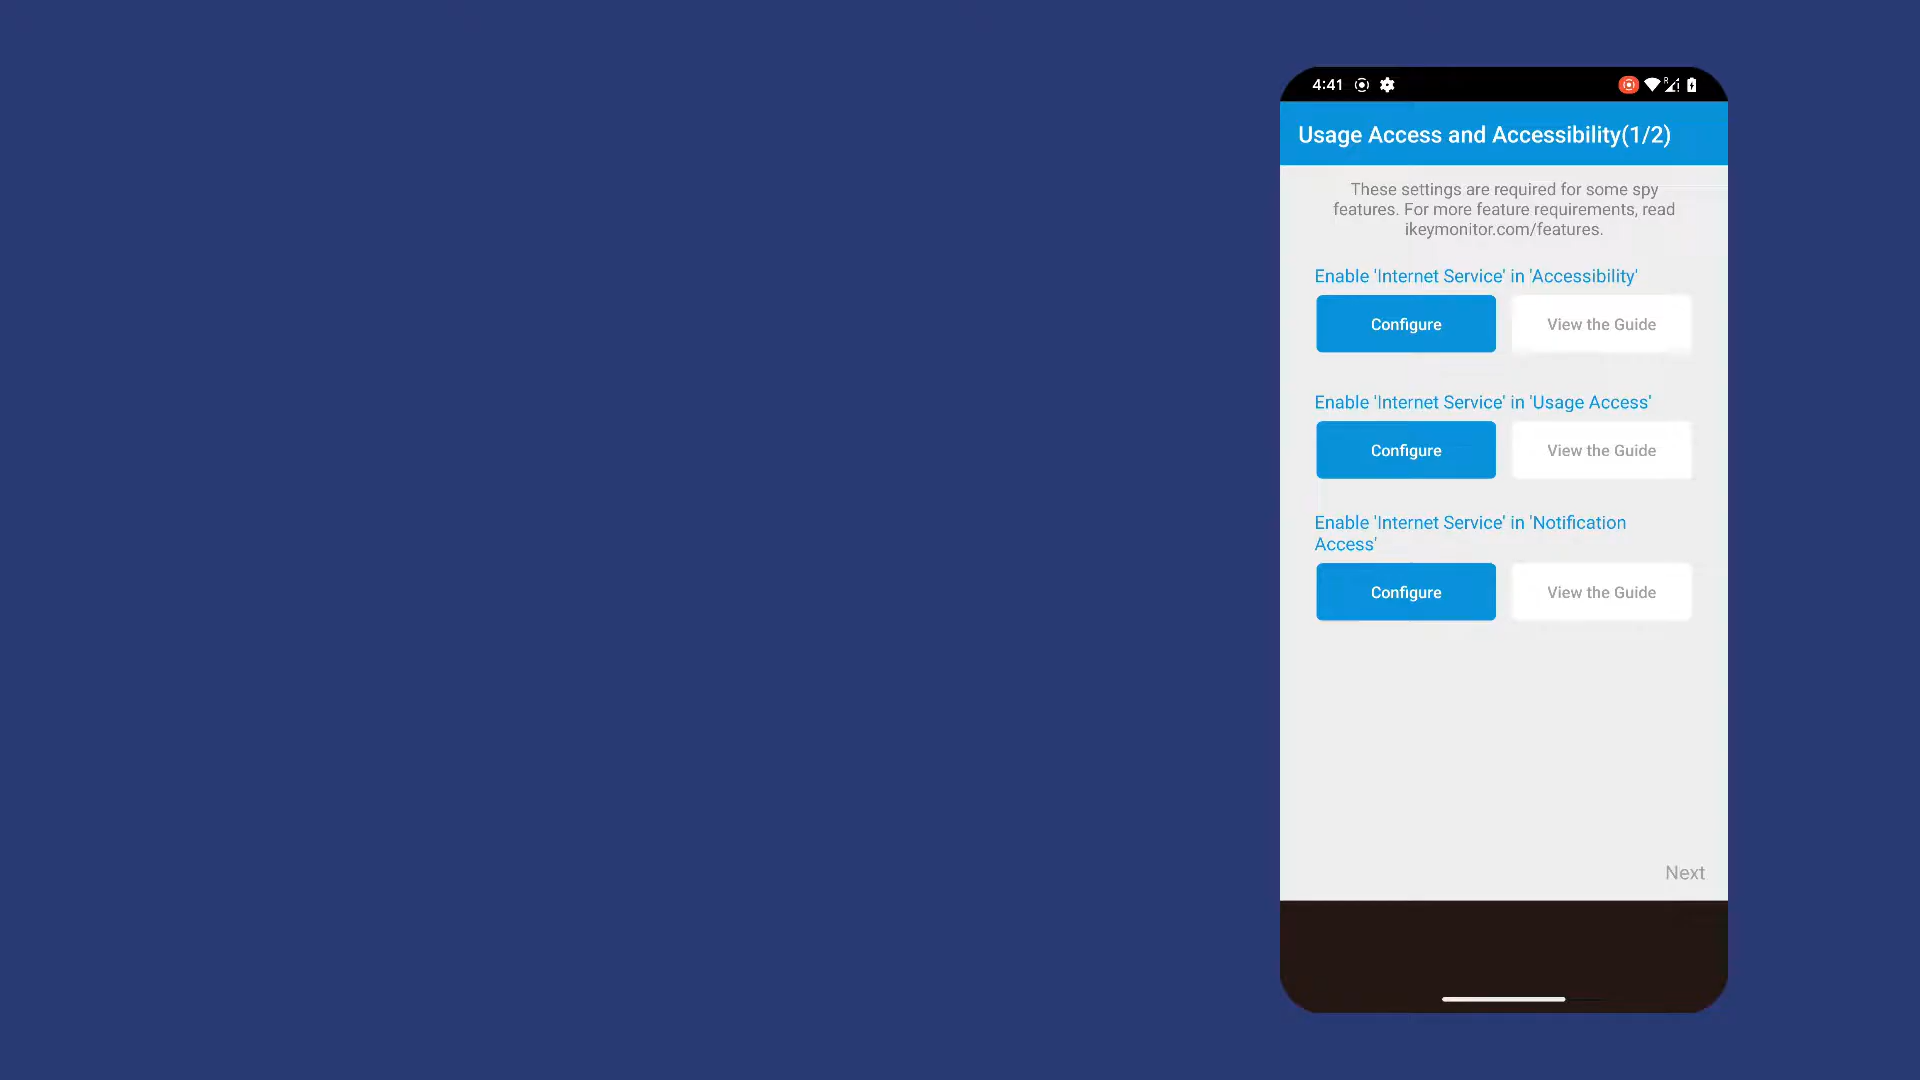 4:41
Usage Access and Accessibility(1/2)
These settings are required for some spy
features. For more feature requirements, read
ikeymonitor.com/features.
Enable 'Internet Service' in 'Accessibility'
Configure View the Guide
Enable 'Internet Service' in 'Usage Access'
Configure View the Guide
Enable 'Internet Service' in 'Notification
Access'
Configure View the Guide
Next